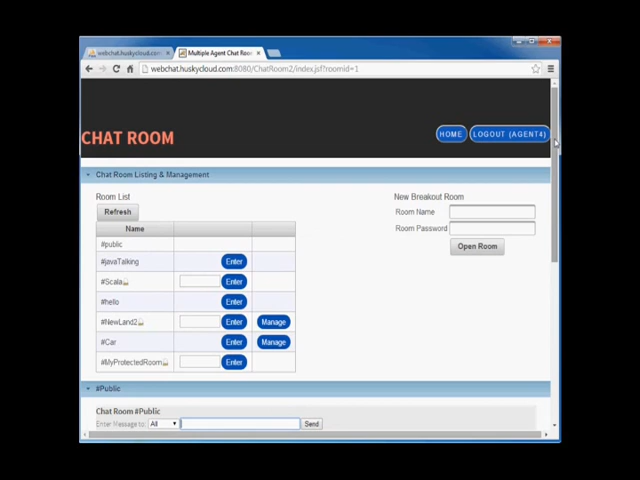 webchat.huskycloud.com:8080 Multiple Agent Chat Room
webchat.huskycloud.com:8080/ChatRoom2/index.jsf?roomid=1
CHAT ROOM
HOME LOGOUT (AGENT4)
Chat Room Listing & Management
Room List New Breakout Room
Refresh Room Name
Name Room Password
#public Open Room
#javaTalking Enter
#Scala Enter
#hello Enter
#NewLand2 Enter Manage
#Car Enter Manage
#MyProtectedRoom Enter
#Public
Chat Room #Public
Enter Message to: All Send